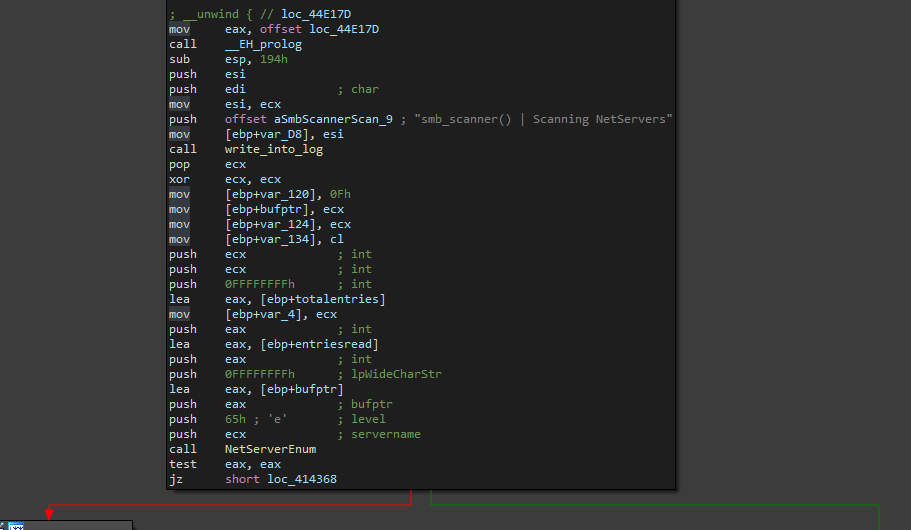 ; __unwind { // loc_44E17D
mov eax, offset loc_44E17D
call __EH_prolog
sub esp, 194h
push esi
push edi ; char
mov esi, ecx
push offset aSmbScannerScan_9 ; "smb_scanner() | Scanning NetServers"
mov [ebp+var_D8], esi
call write_into_log
pop ecx
xor ecx, ecx
mov [ebp+var_120], 0Fh
mov [ebp+bufptr], ecx
mov [ebp+var_124], ecx
mov [ebp+var_134], cl
push ecx ; int
push ecx ; int
push 0FFFFFFFFh ; int
lea eax, [ebp+totalentries]
mov [ebp+var_4], ecx
push eax ; int
lea eax, [ebp+entriesread]
push eax ; int
push 0FFFFFFFFh ; lpWideCharStr
lea eax, [ebp+bufptr]
push eax ; bufptr
push 65h ; 'e' ; level
push ecx ; servername
call NetServerEnum
test eax, eax
jz short loc_414368